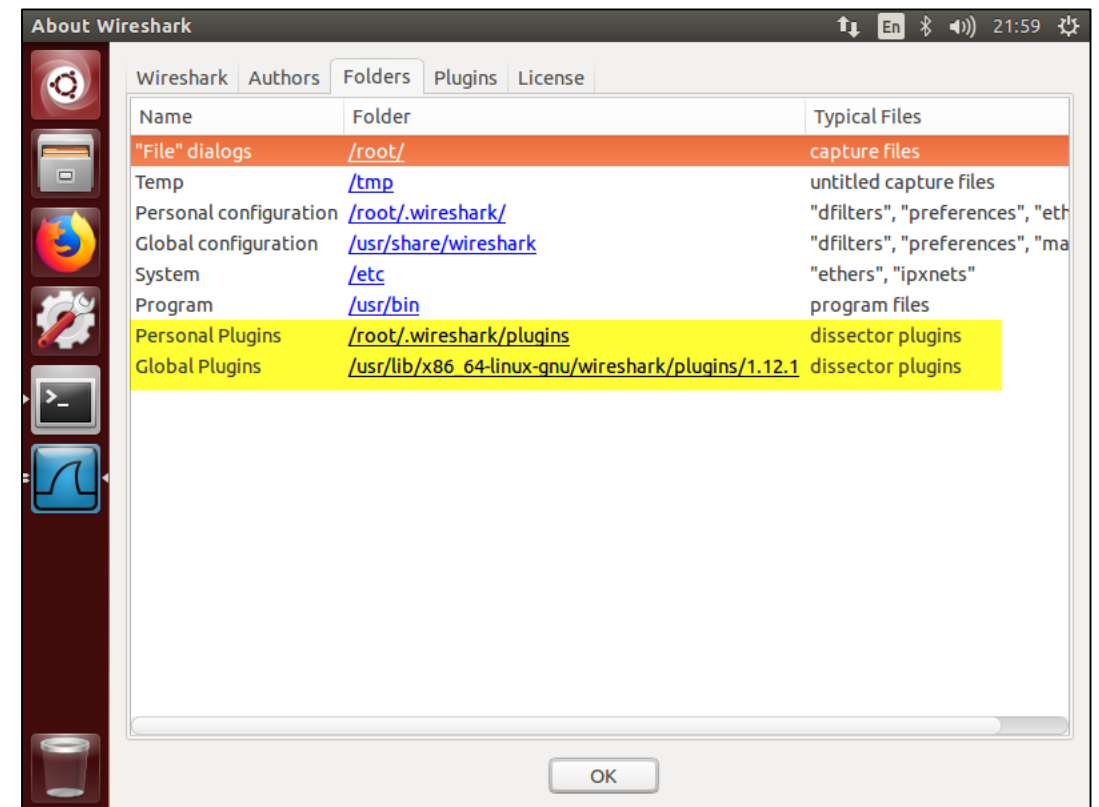 About Wireshark En 21:59
Wireshark Authors Folders Plugins License
Name Folder Typical Files
"File" dialogs /root/ capture files
Temp /tmp untitled capture files
Personal configuration /root/.wireshark/ "dfilters", "preferences", "eth
Global configuration /usr/share/wireshark "dfilters", "preferences", "ma
System /etc "ethers", "ipxnets"
Program /usr/bin program files
Personal Plugins /root/.wireshark/plugins dissector plugins
Global Plugins /usr/lib/x86_64-linux-gnu/wireshark/plugins/1.12.1 dissector plugins
>_
OK